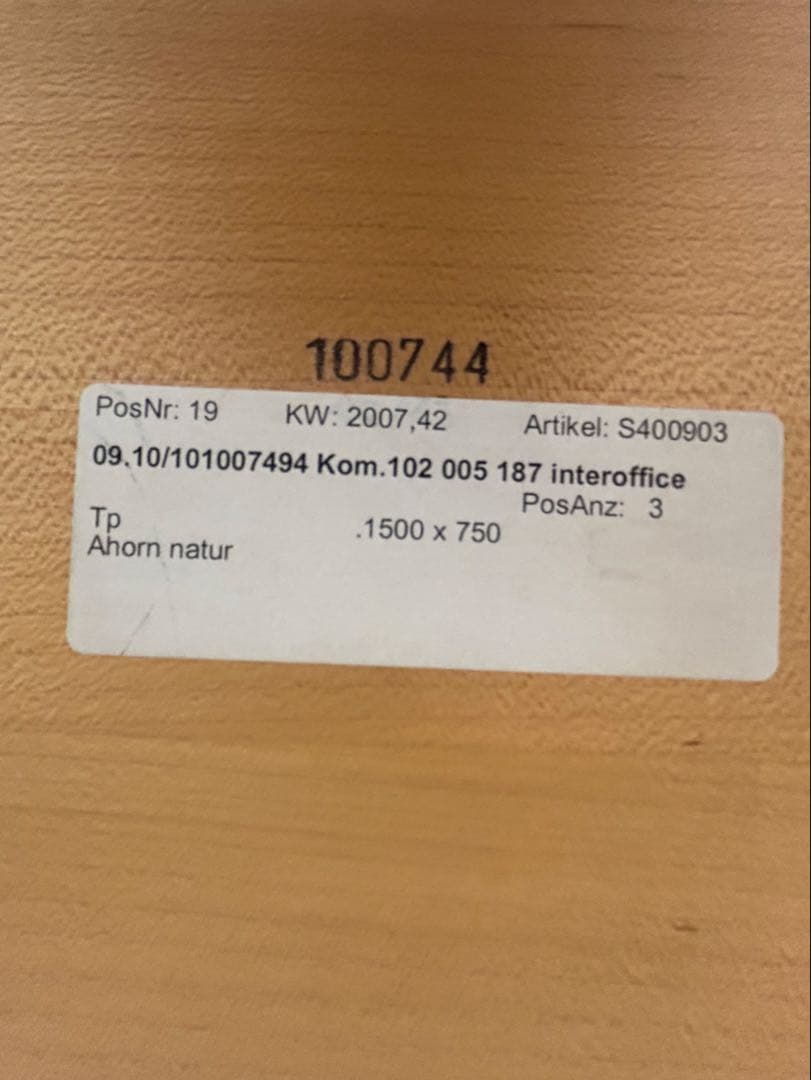 100744
PosNr: 19 KW: 2007,42 Artikel: S400903
09.10/101007494 Kom.102 005 187 interoffice
PosAnz: 3
Tp .1500 x 750
Ahorn natur